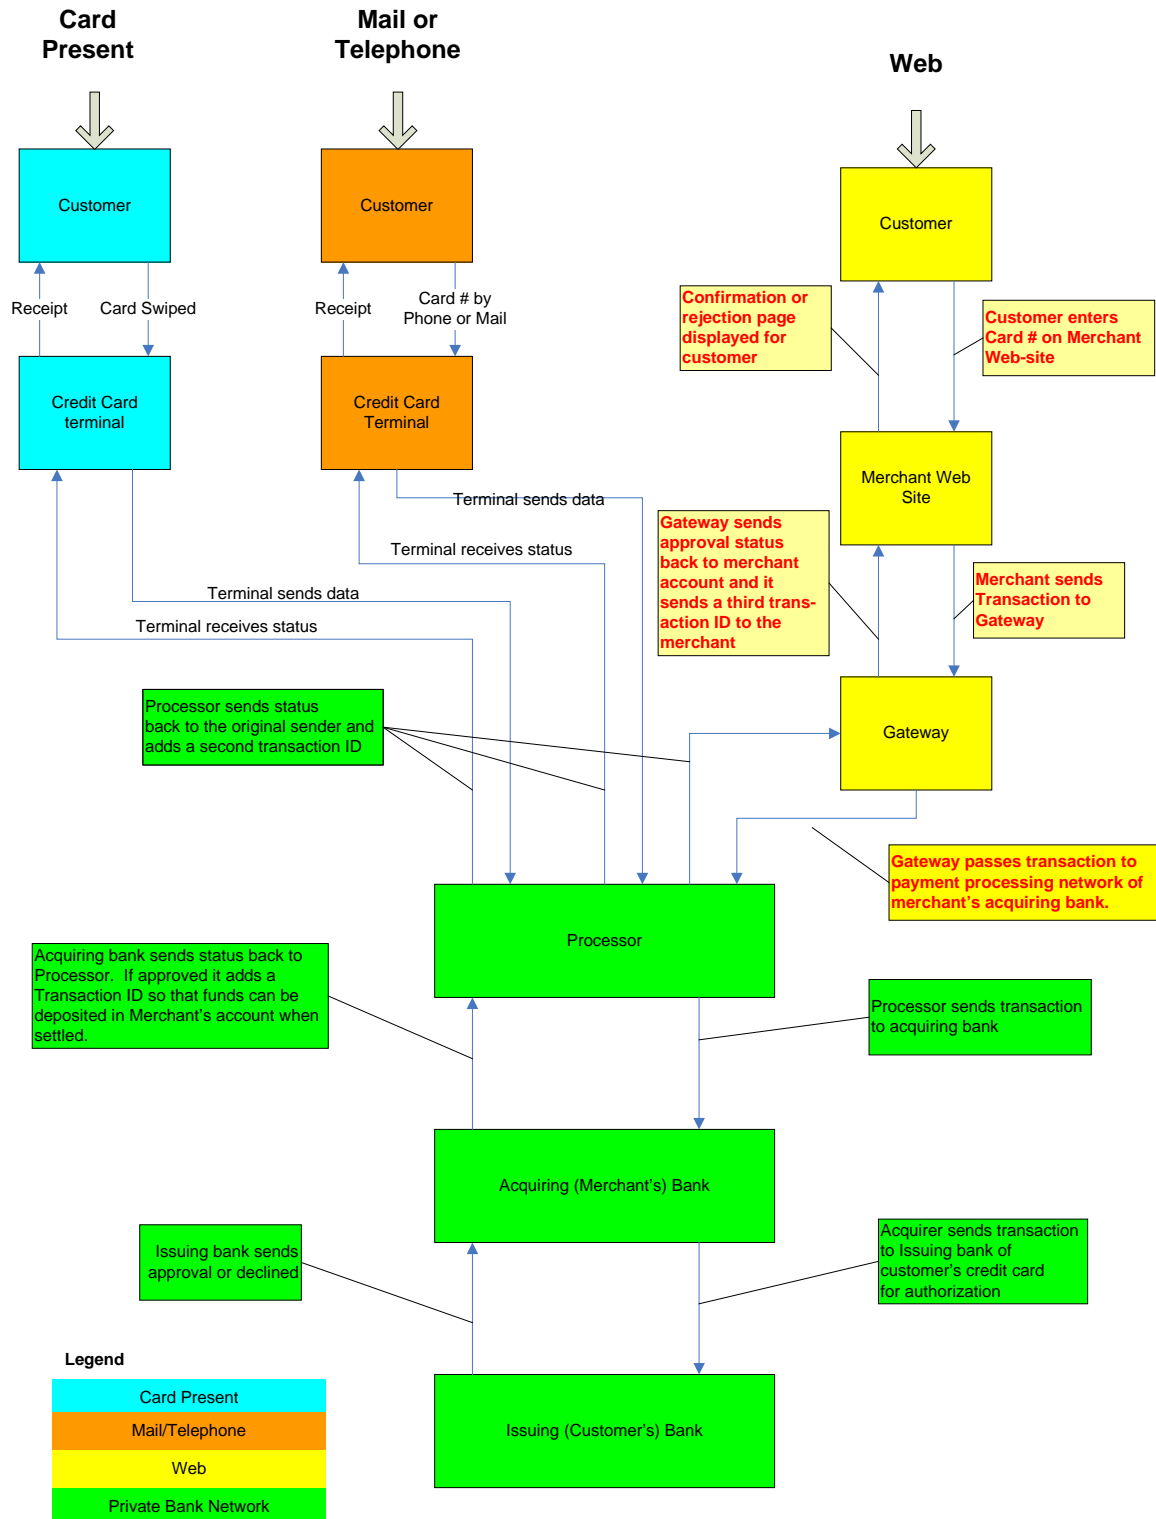 Card
Present
Mail or
Telephone
Web
Customer
Customer
Customer
Receipt
Card Swiped
Receipt
Card # by
Phone or Mail
Confirmation or
rejection page
displayed for
customer
Customer enters
Card # on Merchant
Web-site
Credit Card
terminal
Credit Card
Terminal
Merchant Web
Site
Terminal sends data
Terminal receives status
Gateway sends
approval status
back to merchant
account and it
sends a third trans-
action ID to the
merchant
Merchant sends
Transaction to
Gateway
Terminal sends data
Terminal receives status
Processor sends status
back to the original sender and
adds a second transaction ID
Gateway
Gateway passes transaction to
payment processing network of
merchant's acquiring bank.
Processor
Acquiring bank sends status back to
Processor.  If approved it adds a
Transaction ID so that funds can be
deposited in Merchant's account when
settled.
Processor sends transaction
to acquiring bank
Acquiring (Merchant's) Bank
Issuing bank sends
approval or declined
Acquirer sends transaction
to Issuing bank of
customer's credit card
for authorization
Issuing (Customer's) Bank
Legend
Card Present
Mail/Telephone
Web
Private Bank Network